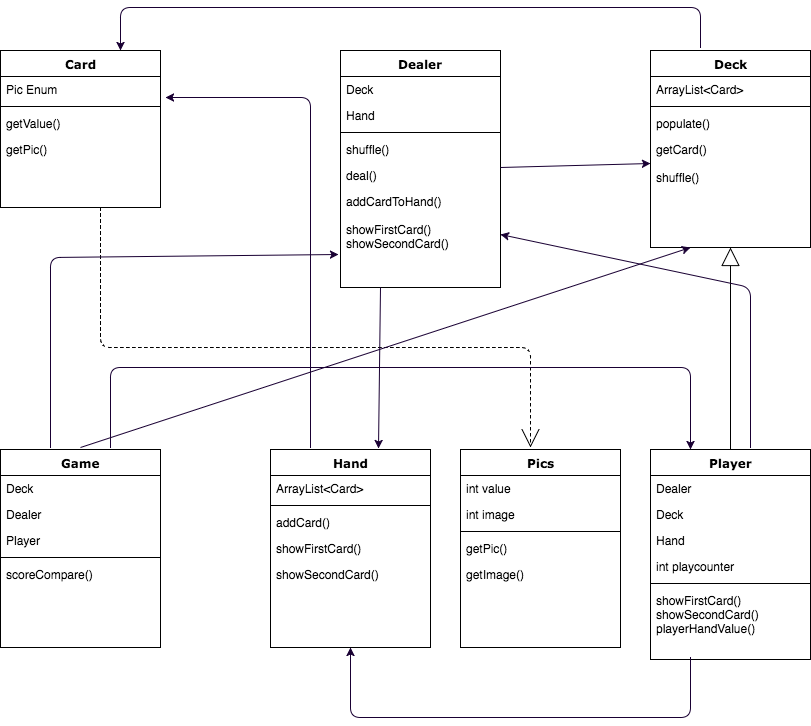 Card
Pic Enum
getValue()
getPic()
Dealer
Deck
Hand
shuffle()
deal()
addCardToHand()
showFirstCard()
showSecondCard()
Deck
ArrayList<Card>
populate()
getCard()
shuffle()
Game
Deck
Dealer
Player
scoreCompare()
Hand
ArrayList<Card>
addCard()
showFirstCard()
showSecondCard()
Pics
int value
int image
getPic()
getImage()
Player
Dealer
Deck
Hand
int playcounter
showFirstCard()
showSecondCard()
playerHandValue()